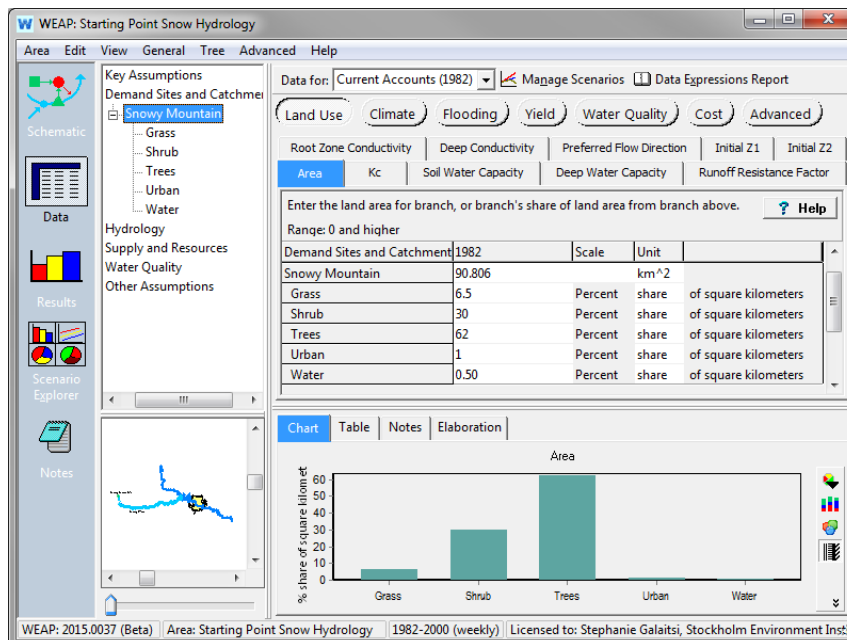 WEAP: Starting Point Snow Hydrology
Area Edit View General Tree Advanced Help
Schematic
Data
Results
Scenario
Explorer
Notes
Key Assumptions
Demand Sites and Catchmer
Snowy Mountain
Grass
Shrub
Trees
Urban
Water
Hydrology
Supply and Resources
Water Quality
Other Assumptions
Data for: Current Accounts (1982) Manage Scenarios Data Expressions Report
Land Use Climate Flooding Yield Water Quality Cost Advanced
Root Zone Conductivity Deep Conductivity Preferred Flow Direction Initial Z1 Initial Z2
Area Kc Soil Water Capacity Deep Water Capacity Runoff Resistance Factor
Enter the land area for branch, or branch's share of land area from branch above.
? Help
Range: 0 and higher
Demand Sites and Catchment 1982 Scale Unit
Snowy Mountain 90.806 km^2
Grass 6.5 Percent share of square kilometers
Shrub 30 Percent share of square kilometers
Trees 62 Percent share of square kilometers
Urban 1 Percent share of square kilometers
Water 0.50 Percent share of square kilometers
Chart Table Notes Elaboration
Area
% share of square kilomet
60
50
40
30
20
10
0
Grass Shrub Trees Urban Water
WEAP: 2015.0037 (Beta) Area: Starting Point Snow Hydrology 1982-2000 (weekly) Licensed to: Stephanie Galaitsi, Stockholm Environment Inst